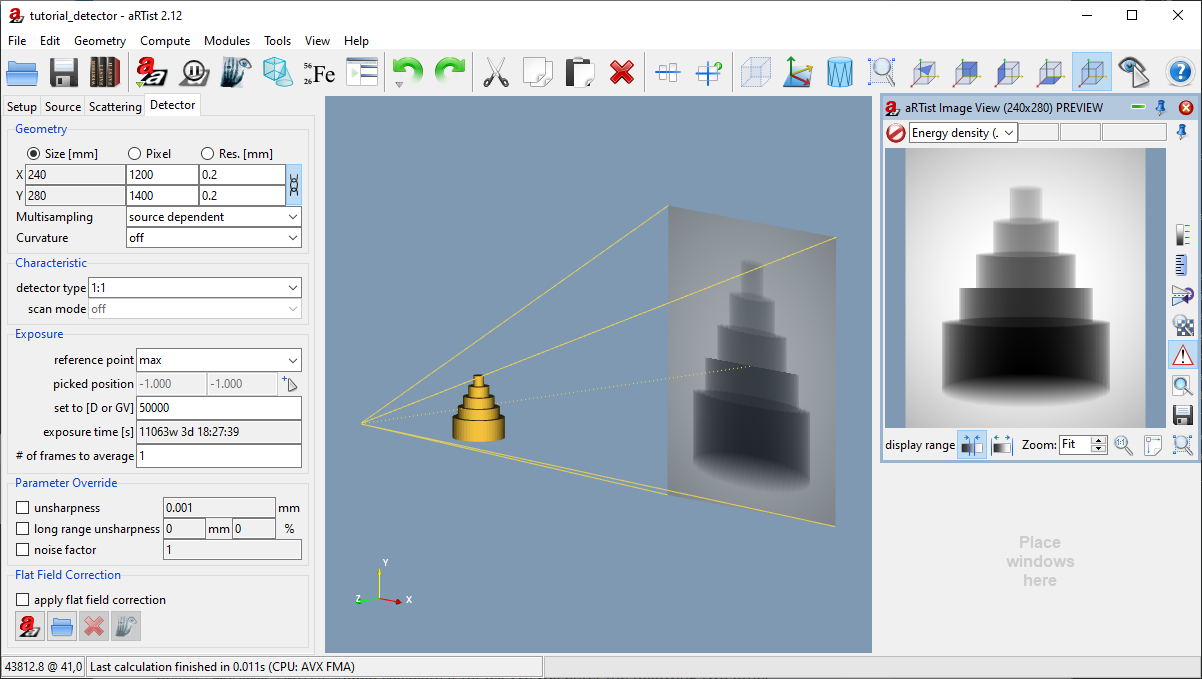 tutorial_detector - aRTist 2.12
File Edit Geometry Compute Modules Tools View Help
56
26 Fe
Setup Source Scattering Detector
Geometry
Size [mm] Pixel Res. [mm]
X 240 1200 0.2
Y 280 1400 0.2
Multisampling source dependent
Curvature off
Characteristic
detector type 1:1
scan mode off
Exposure
reference point max
picked position -1.000 -1.000
set to [D or GV] 50000
exposure time [s] 11063w 3d 18:27:39
# of frames to average 1
Parameter Override
unsharpness 0.001 mm
long range unsharpness 0 mm 0 %
noise factor 1
Flat Field Correction
apply flat field correction
43812.8 @ 41,0 Last calculation finished in 0.011s (CPU: AVX FMA)
Y
Z X
aRTist Image View (240x280) PREVIEW
Energy density (.
display range Zoom: Fit 1:1
Place
windows
here